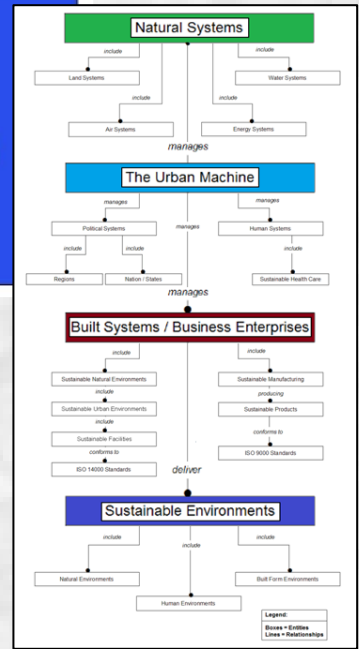 Natural Systems
include
include
Land Systems
Water Systems
include
include
Air Systems
Energy Systems
manages
The Urban Machine
manages
manages
manages
Political Systems
Human Systems
include
include
include
Regions
Nation / States
Sustainable Health Care
manages
Built Systems / Business Enterprises
include
include
Sustainable Natural Environments
Sustainable Manufacturing
include
producing
Sustainable Urban Environments
Sustainable Products
include
Sustainable Facilities
conforms to
conforms to
ISO 9000 Standards
ISO 14000 Standards
deliver
Sustainable Environments
include
include
include
Natural Environments
Built Form Environments
Human Environments
Legend:
Boxes = Entities
Lines = Relationships